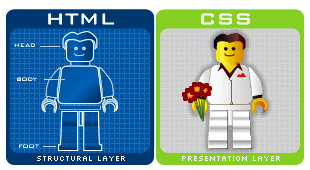 HTML
HEAD
BODY
FOOT
STRUCTURAL LAYER
CSS
PRESENTATION LAYER